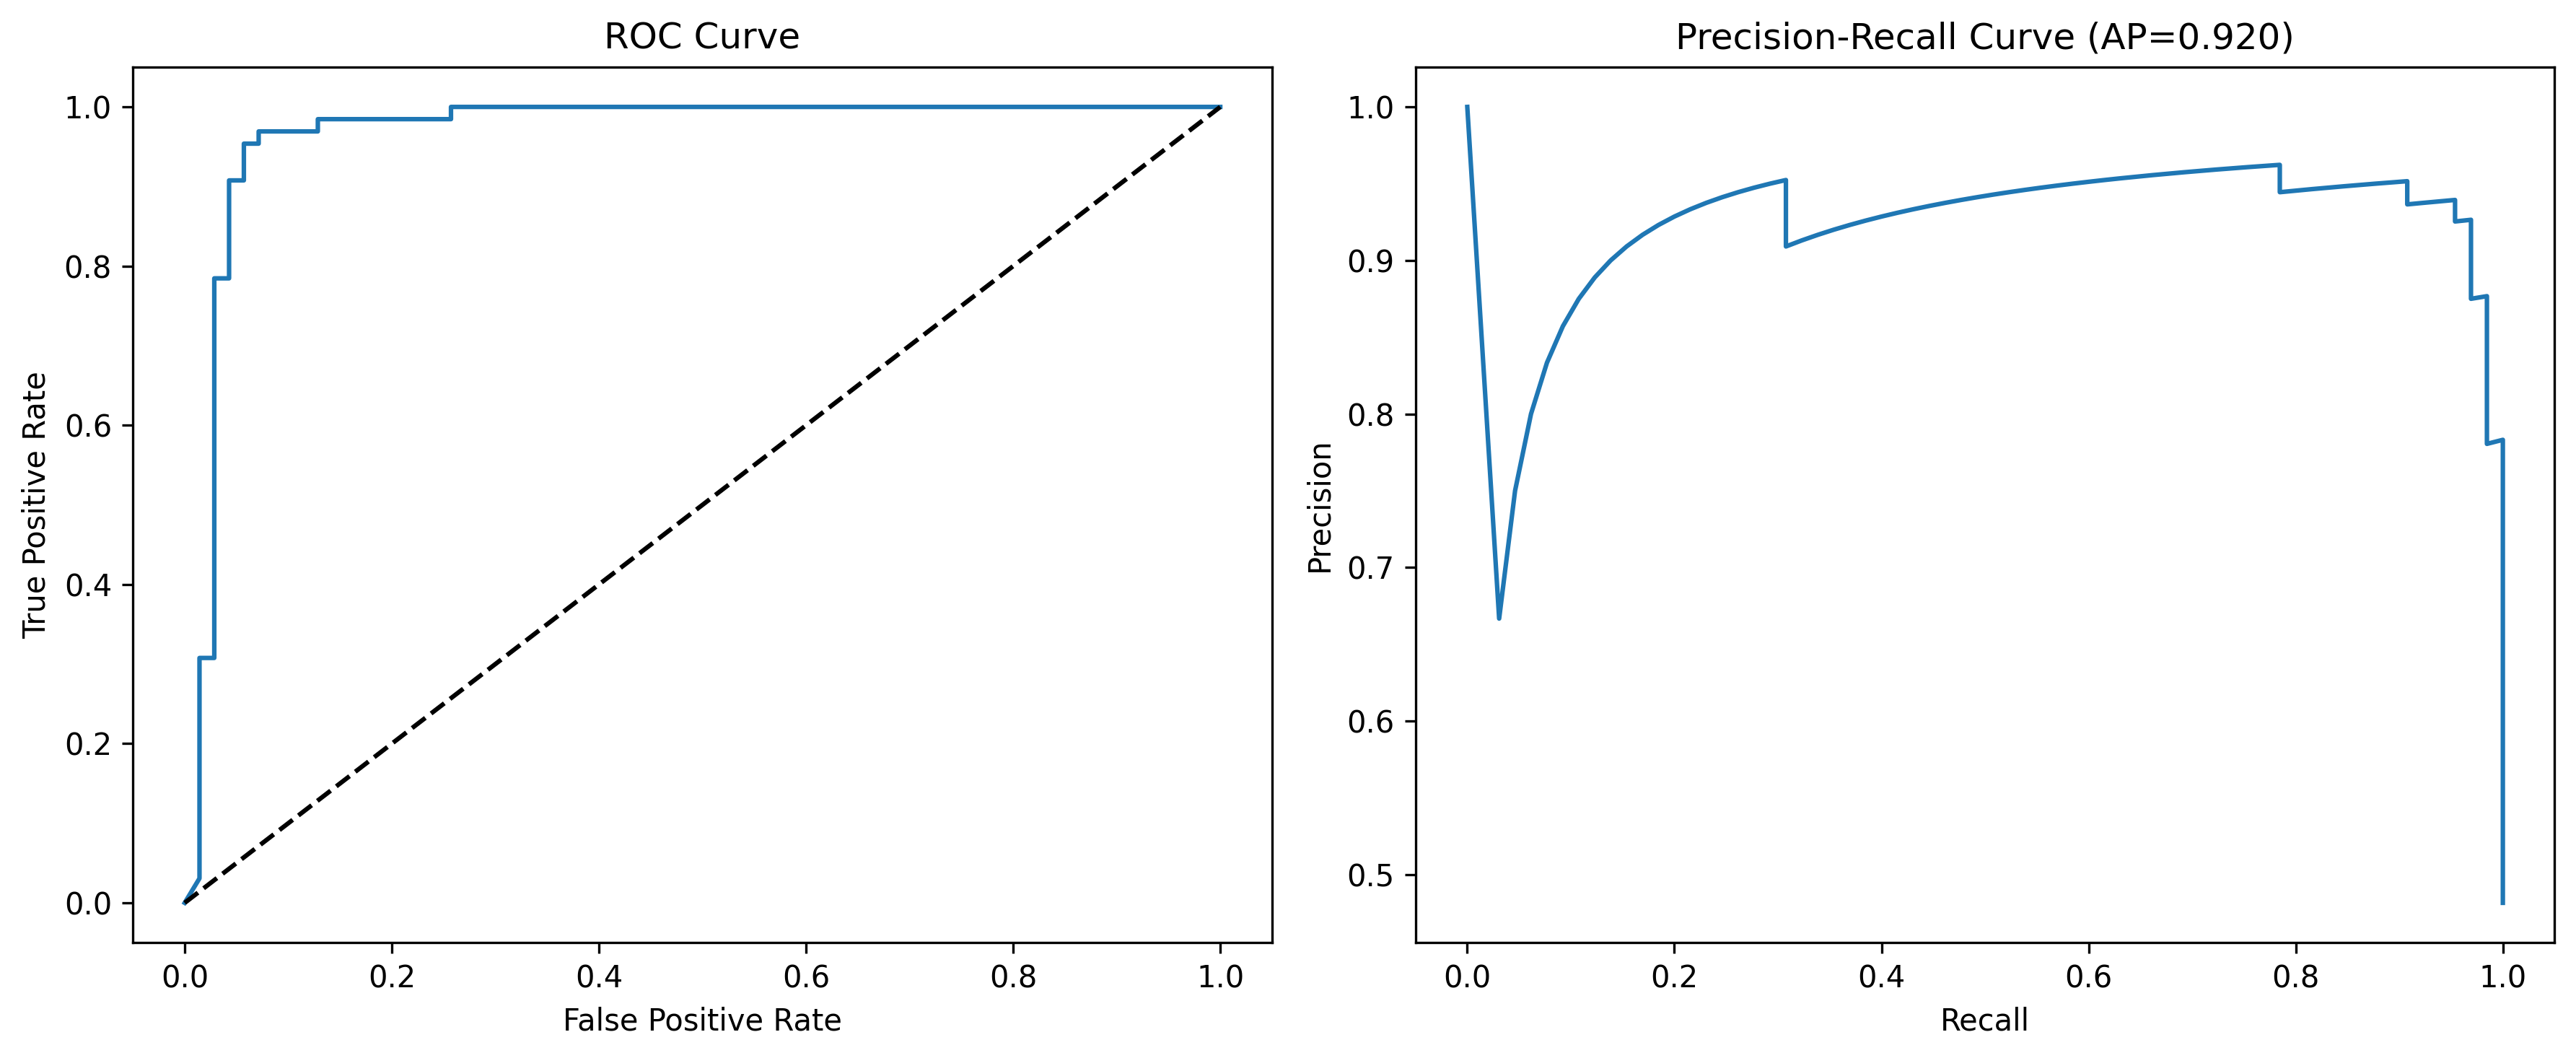 ROC Curve
True Positive Rate
1.0
0.8
0.6
0.4
0.2
0.0
0.0 0.2 0.4 0.6 0.8 1.0
False Positive Rate
Precision-Recall Curve (AP=0.920)
Precision
1.0
0.9
0.8
0.7
0.6
0.5
0.0 0.2 0.4 0.6 0.8 1.0
Recall